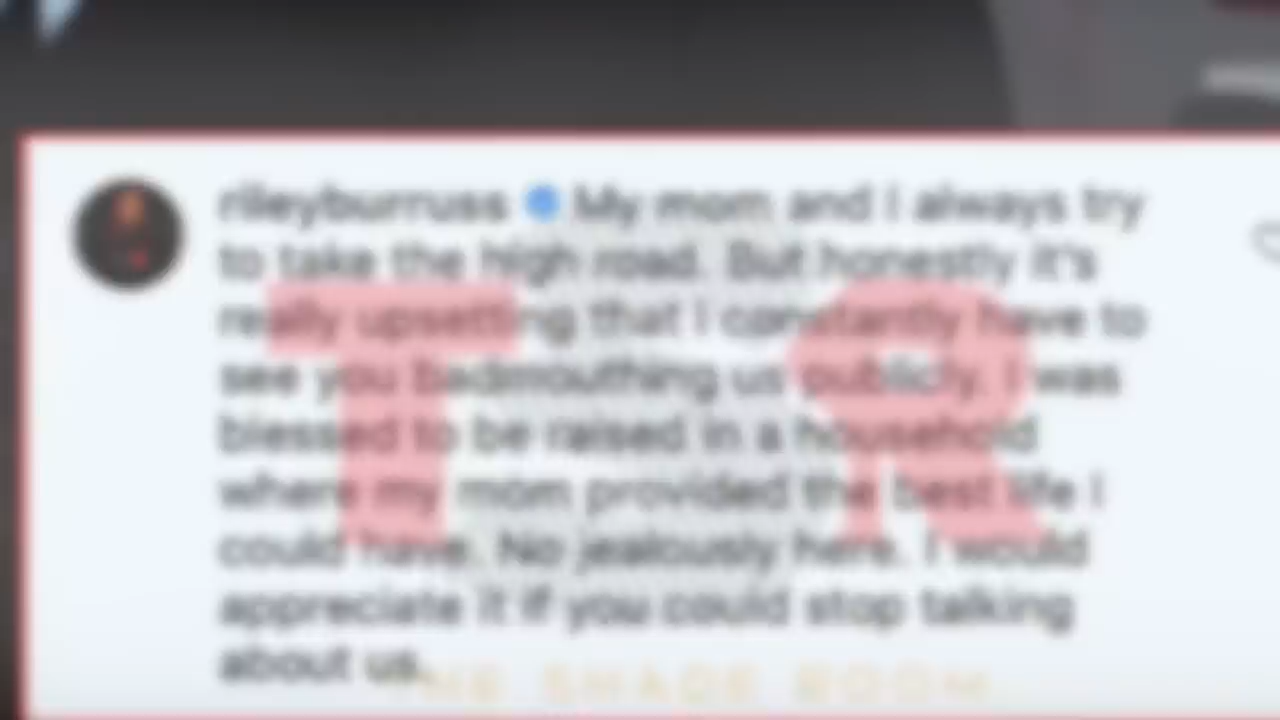 rileyburruss My mom and I always try
to take the high road. But honestly it's
really upsetting that I constantly have to
see you badmouthing us publicly. I was
blessed to be raised in a household
where my mom provided the best life I
could have. No jealously here. I would
appreciate it if you could stop talking
about us.
T R
THE SHADE ROOM